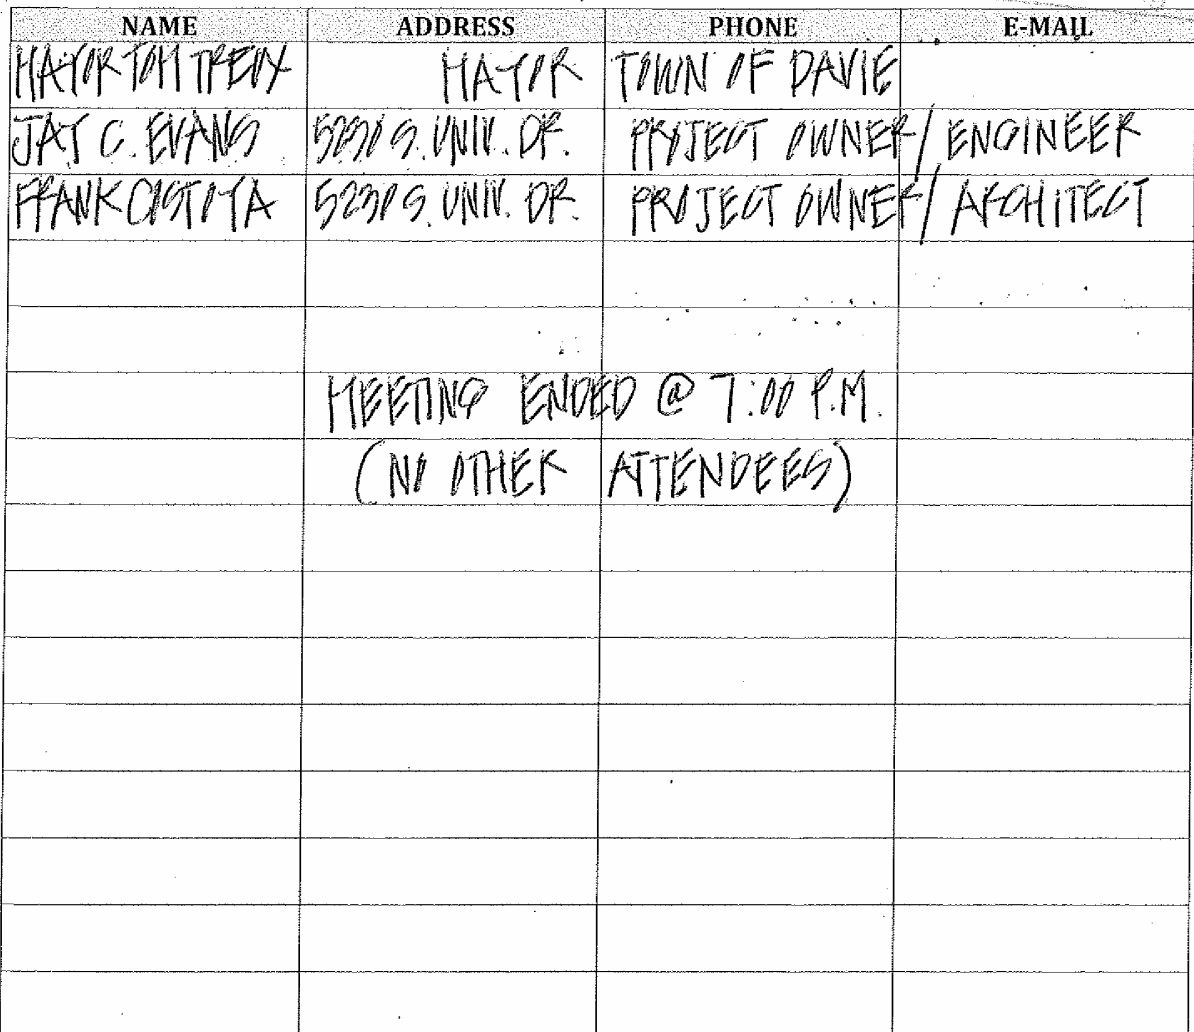 NAME ADDRESS PHONE E-MAIL
MAYOR TOM TRUEX MAYOR TOWN OF DAVIE
JAY C. EVANS 5230 S. UNIV. DR. PROJECT OWNER / ENGINEER
FRANK COSTOYA 5230 S. UNIV. DR. PROJECT OWNER / ARCHITECT
MEETING ENDED @ 7:00 P.M.
(NO OTHER ATTENDEES)